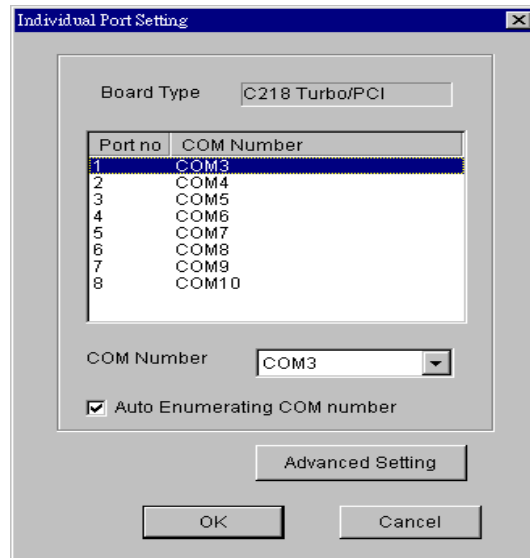 Individual Port Setting
Board Type C218 Turbo/PCI
Port no COM Number
1 COM3
2 COM4
3 COM5
4 COM6
5 COM7
6 COM8
7 COM9
8 COM10
COM Number COM3
Auto Enumerating COM number
Advanced Setting
OK Cancel